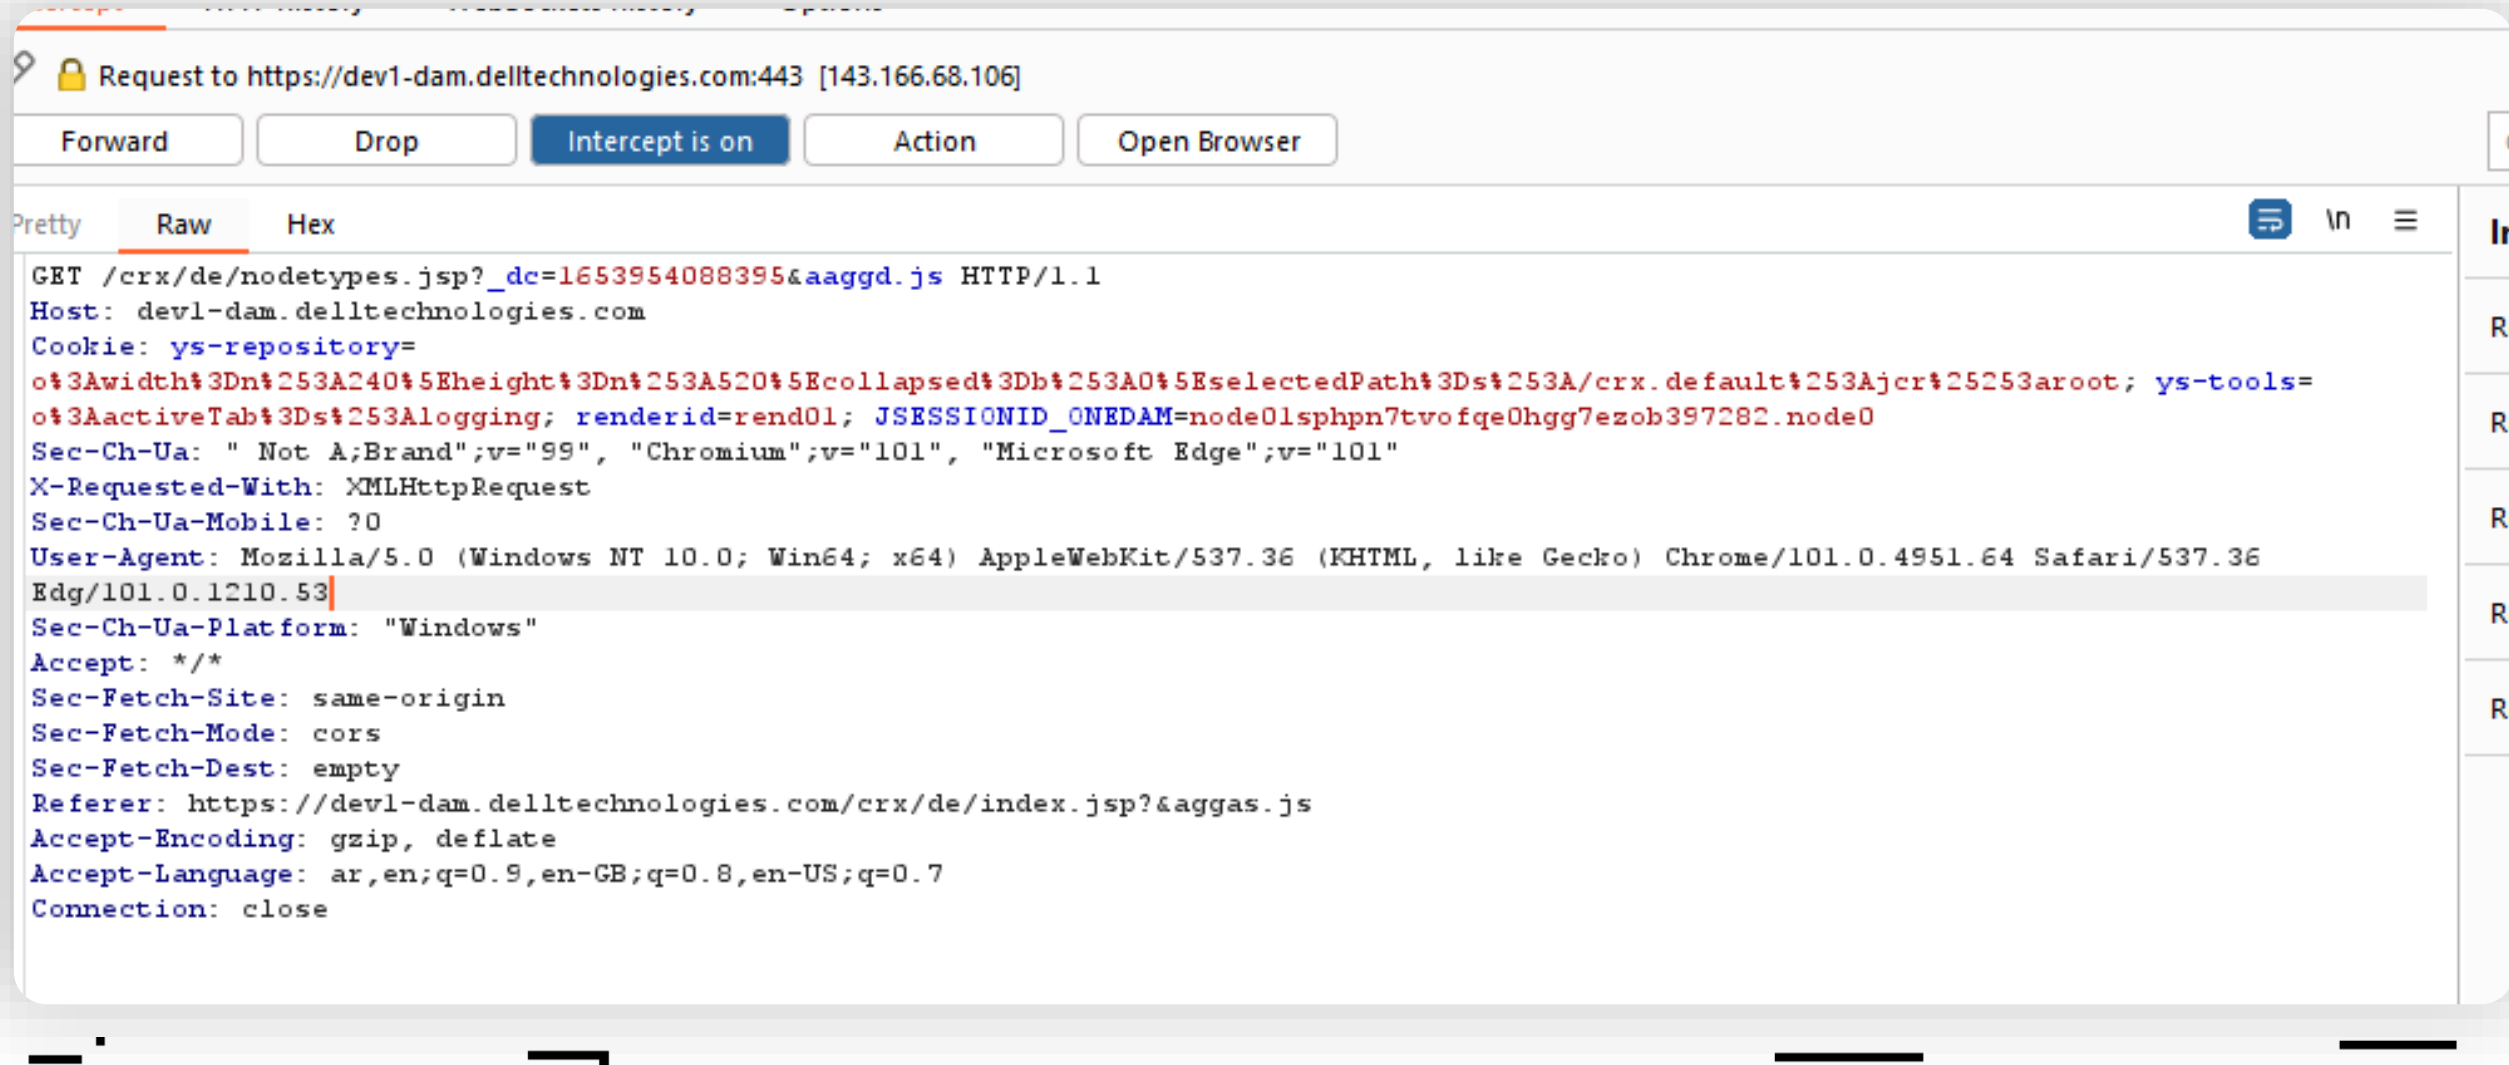 Request to https://dev1-dam.delltechnologies.com:443 [143.166.68.106]
Forward Drop Intercept is on Action Open Browser
Pretty Raw Hex \n
GET /crx/de/nodetypes.jsp?_dc=1653954088395&aaggd.js HTTP/1.1
Host: dev1-dam.delltechnologies.com
Cookie: ys-repository=
o%3Awidth%3Dn%253A240%5Eheight%3Dn%253A520%5Ecollapsed%3Db%253A0%5EselectedPath%3Ds%253A/crx.default%253Ajcr%25253aroot; ys-tools=
o%3AactiveTab%3Ds%253Alogging; renderid=rend01; JSESSIONID_ONEDAM=node01sphpn7tvofqe0hgg7ezob397282.node0
Sec-Ch-Ua: " Not A;Brand";v="99", "Chromium";v="101", "Microsoft Edge";v="101"
X-Requested-With: XMLHttpRequest
Sec-Ch-Ua-Mobile: ?0
User-Agent: Mozilla/5.0 (Windows NT 10.0; Win64; x64) AppleWebKit/537.36 (KHTML, like Gecko) Chrome/101.0.4951.64 Safari/537.36
Edg/101.0.1210.53
Sec-Ch-Ua-Platform: "Windows"
Accept: */*
Sec-Fetch-Site: same-origin
Sec-Fetch-Mode: cors
Sec-Fetch-Dest: empty
Referer: https://dev1-dam.delltechnologies.com/crx/de/index.jsp?&aggas.js
Accept-Encoding: gzip, deflate
Accept-Language: ar,en;q=0.9,en-GB;q=0.8,en-US;q=0.7
Connection: close